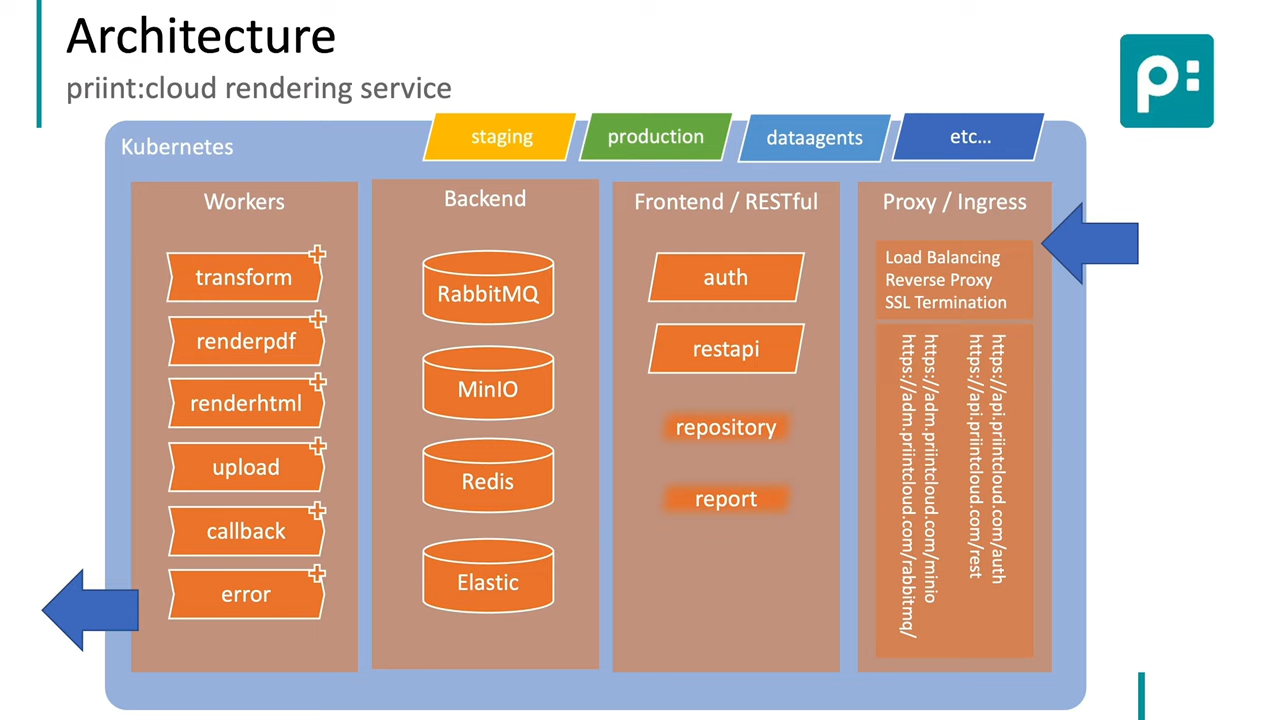 Architecture
priint:cloud rendering service
p:
Kubernetes
staging
production
dataagents
etc...
Workers
transform
renderpdf
renderhtml
upload
callback
error
Backend
RabbitMQ
MinIO
Redis
Elastic
Frontend / RESTful
auth
restapi
repository
report
Proxy / Ingress
Load Balancing
Reverse Proxy
SSL Termination
https://api.priintcloud.com/auth
https://api.priintcloud.com/rest
https://adm.priintcloud.com/minio
https://adm.priintcloud.com/rabbitmq/